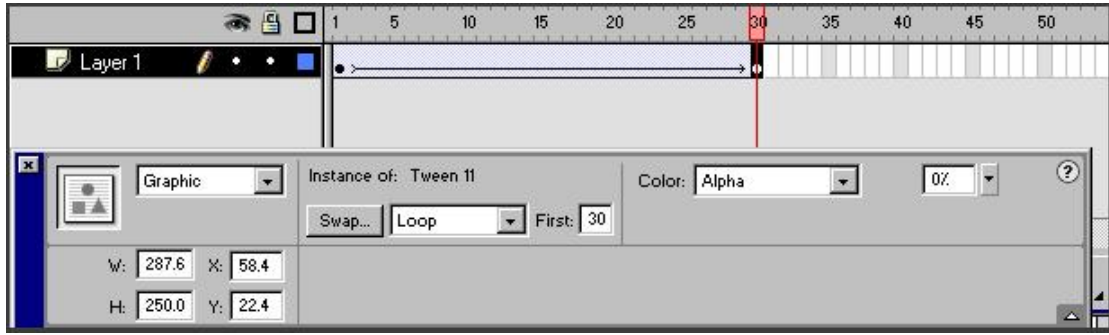 1 5 10 15 20 25 30 35 40 45 50
Layer 1
Graphic Instance of: Tween 11 Color: Alpha 0% ?
Swap... Loop First: 30
W: 287.6 X: 58.4
H: 250.0 Y: 22.4